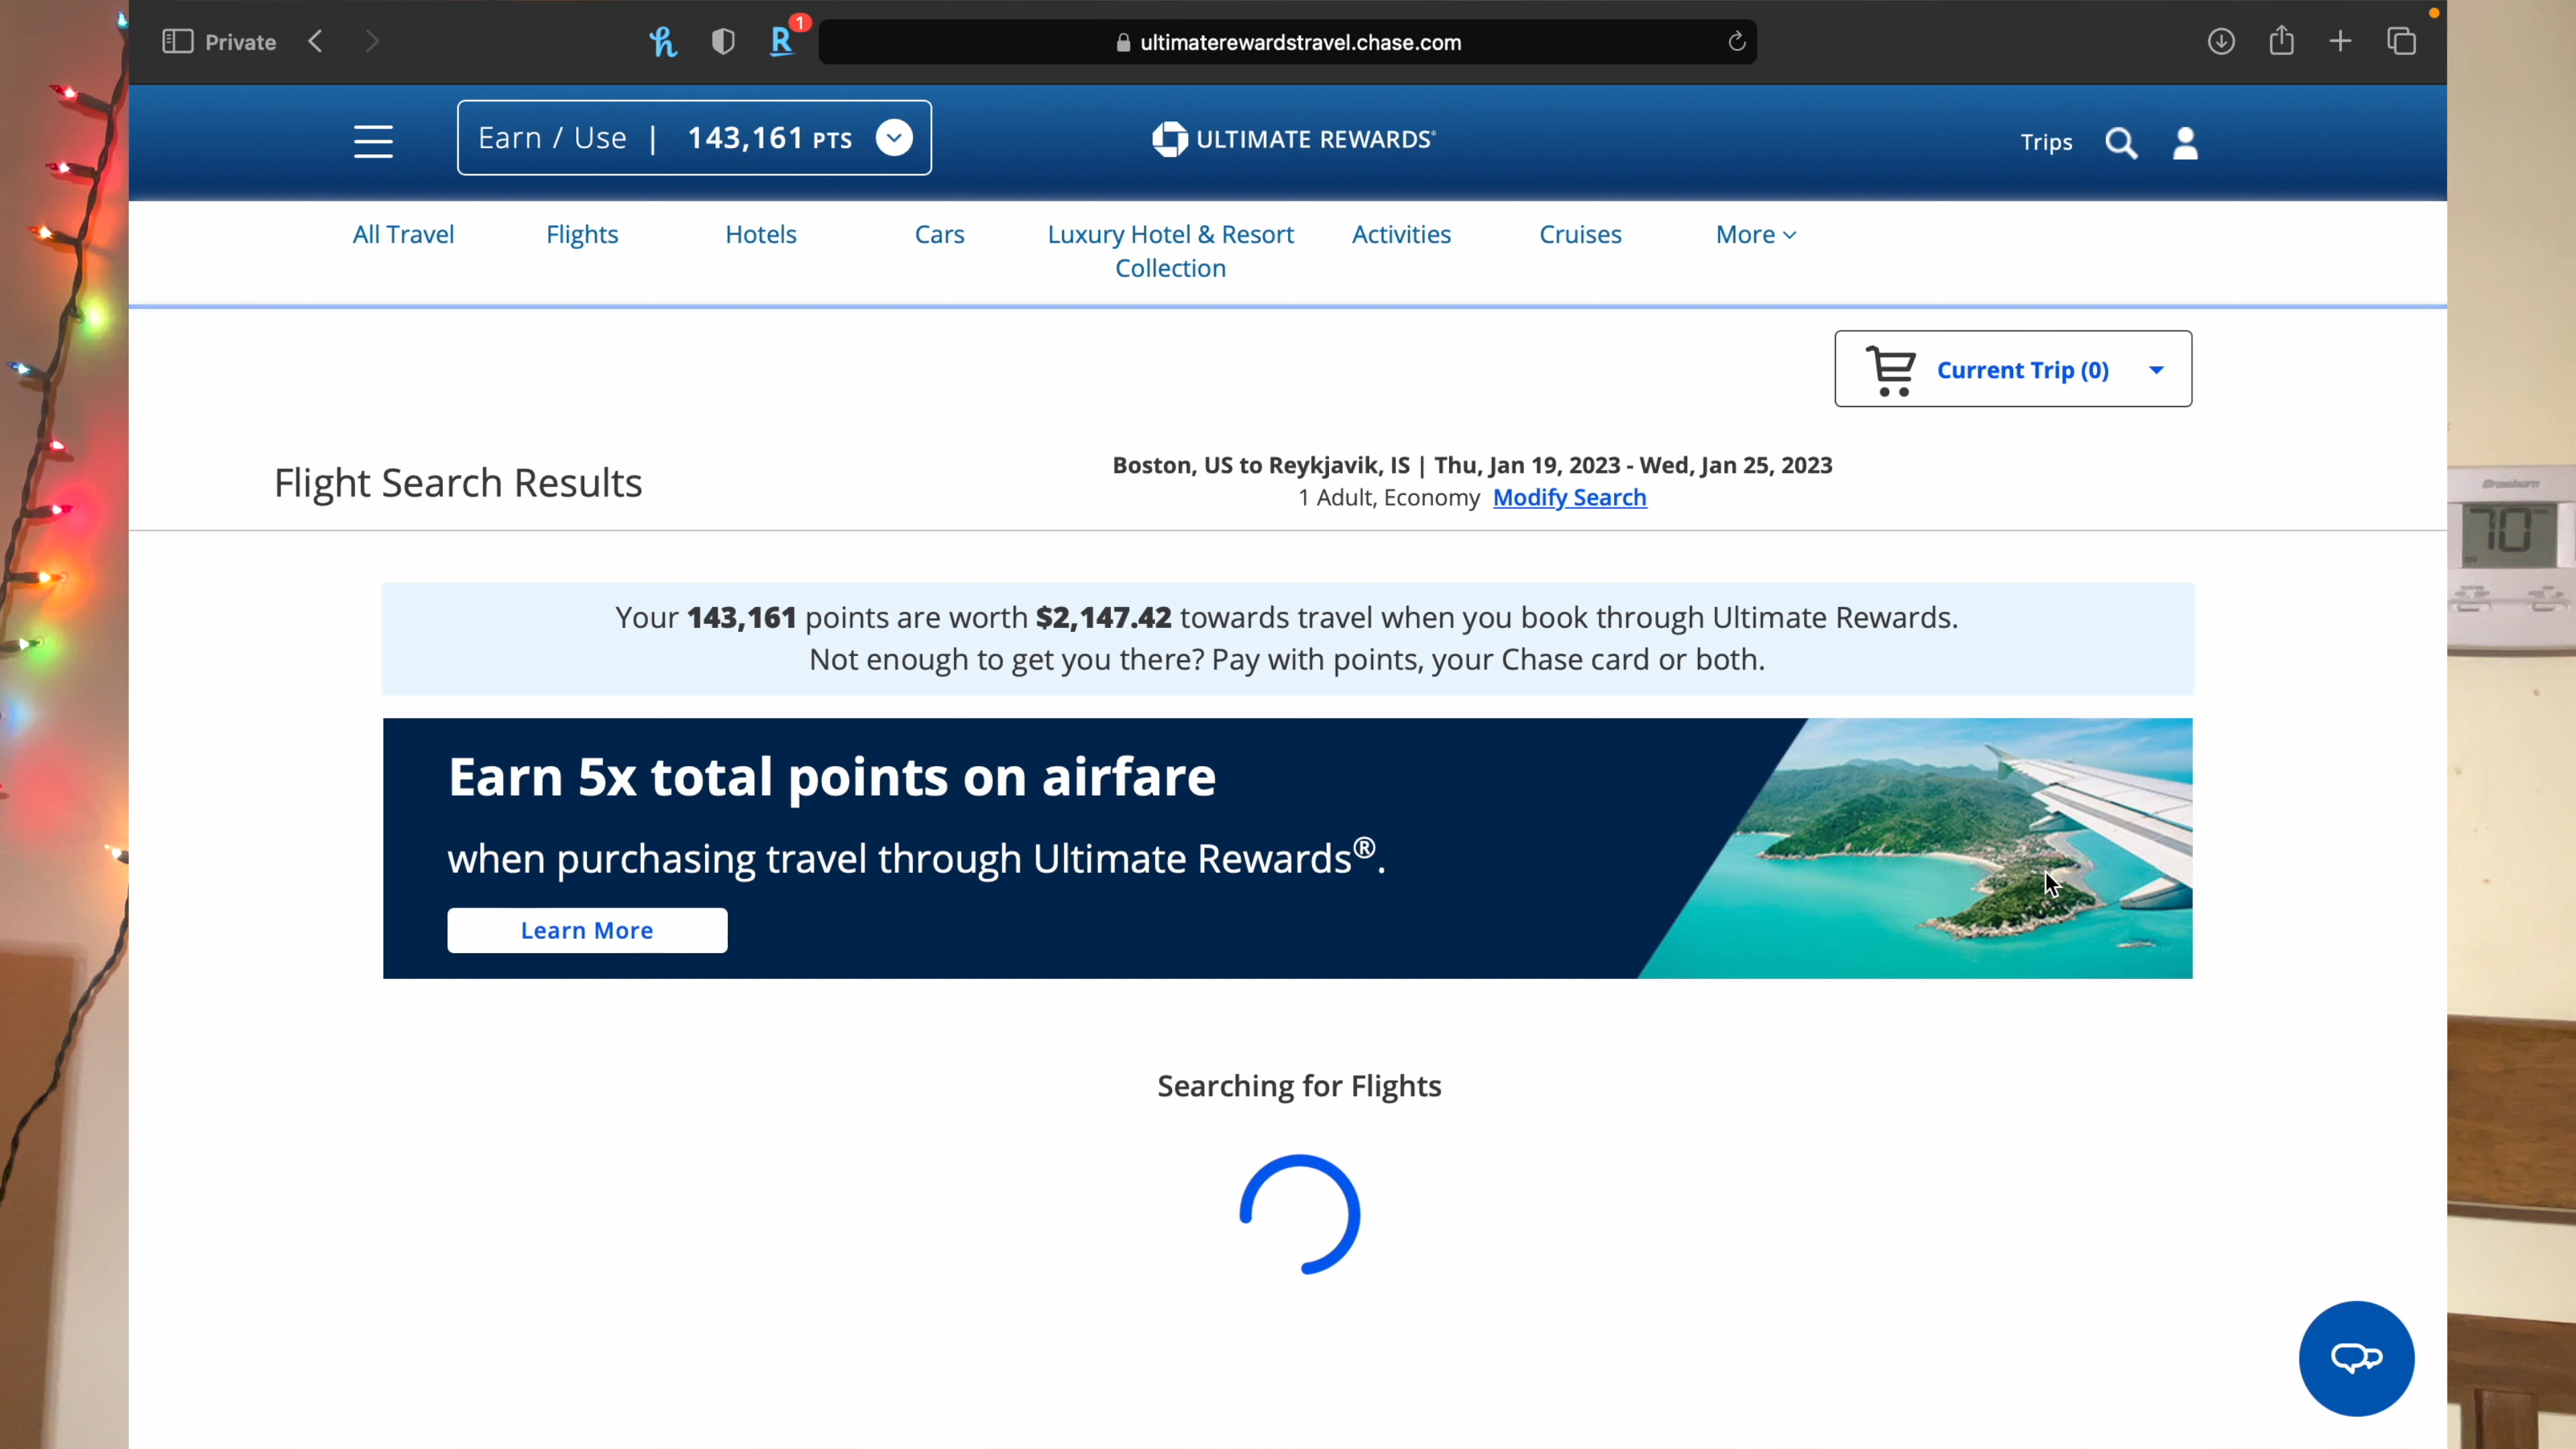 Private
1
ultimaterewardstravel.chase.com
Earn / Use | 143,161 PTS
ULTIMATE REWARDS®
Trips
All Travel
Flights
Hotels
Cars
Luxury Hotel & Resort
Collection
Activities
Cruises
More
Current Trip (0)
Flight Search Results
Boston, US to Reykjavik, IS | Thu, Jan 19, 2023 - Wed, Jan 25, 2023
1 Adult, Economy Modify Search
Your 143,161 points are worth $2,147.42 towards travel when you book through Ultimate Rewards.
Not enough to get you there? Pay with points, your Chase card or both.
Earn 5x total points on airfare
when purchasing travel through Ultimate Rewards®.
Learn More
Searching for Flights
70